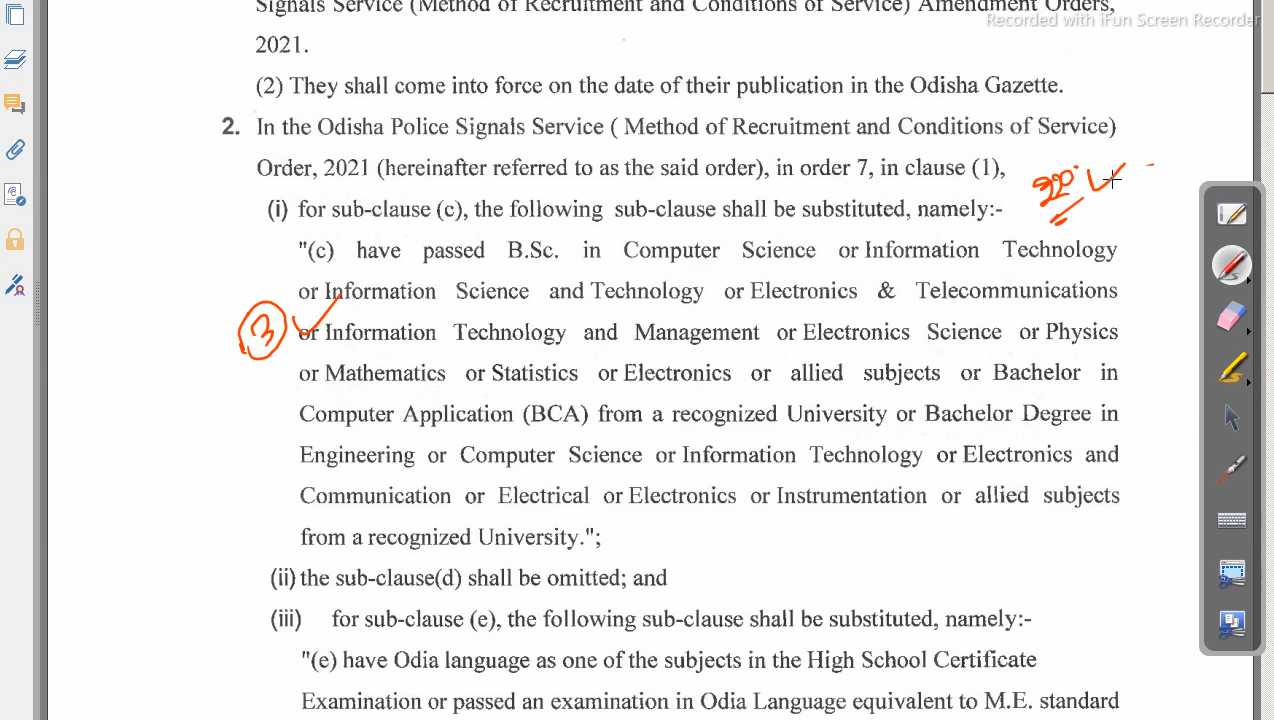 Signals Service (Method of Recruitment and Conditions of Service) Amendment Orders,
Recorded with iFun Screen Recorder
2021.
(2) They shall come into force on the date of their publication in the Odisha Gazette.
2. In the Odisha Police Signals Service ( Method of Recruitment and Conditions of Service)
Order, 2021 (hereinafter referred to as the said order), in order 7, in clause (1),
(i) for sub-clause (c), the following sub-clause shall be substituted, namely:-
"(c) have passed B.Sc. in Computer Science or Information Technology
or Information Science and Technology or Electronics & Telecommunications
3
or Information Technology and Management or Electronics Science or Physics
or Mathematics or Statistics or Electronics or allied subjects or Bachelor in
Computer Application (BCA) from a recognized University or Bachelor Degree in
Engineering or Computer Science or Information Technology or Electronics and
Communication or Electrical or Electronics or Instrumentation or allied subjects
from a recognized University.";
(ii) the sub-clause(d) shall be omitted; and
(iii) for sub-clause (e), the following sub-clause shall be substituted, namely:-
"(e) have Odia language as one of the subjects in the High School Certificate
Examination or passed an examination in Odia Language equivalent to M.E. standard